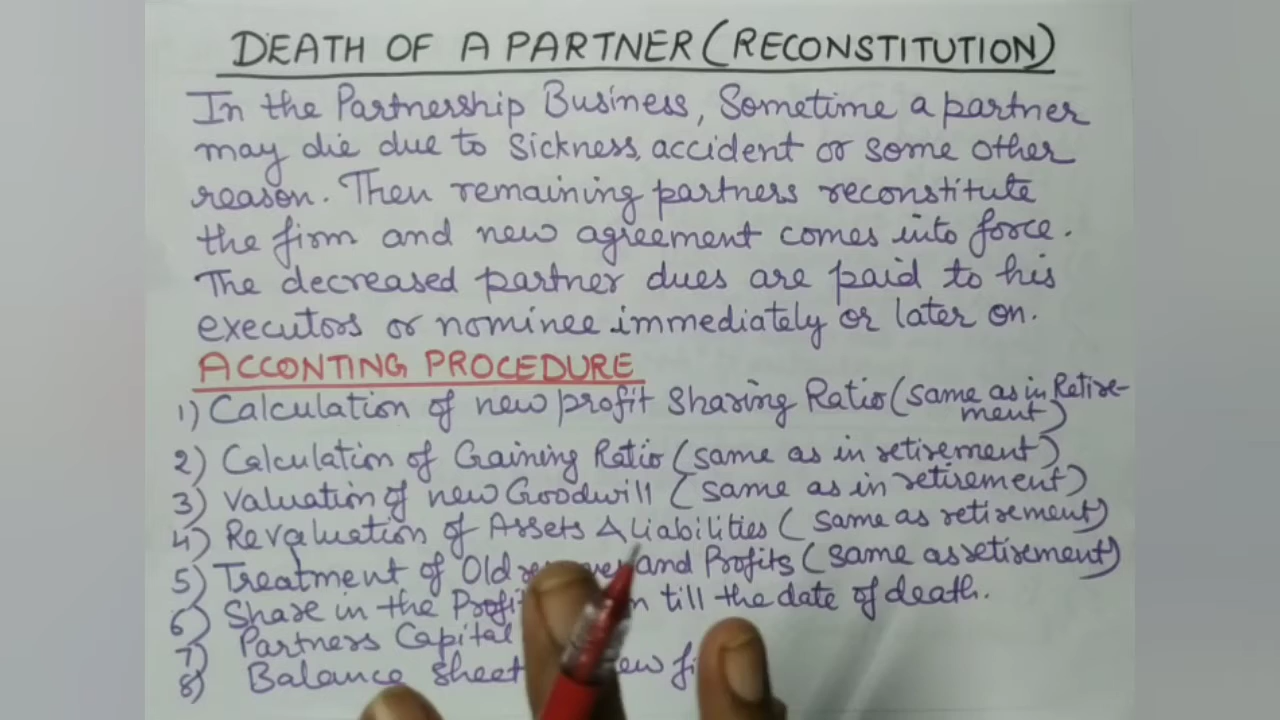 DEATH OF A PARTNER (RECONSTITUTION)
In the Partnership Business, Sometime a partner
may die due to sickness, accident or some other
reason. Then remaining partners reconstitute
the firm and new agreement comes into force.
The decreased partner dues are paid to his
executors or nominee immediately or later on.
ACCONTING PROCEDURE
1) Calculation of new profit Sharing Ratio (same as in Retire-
ment)
2) Calculation of Gaining Ratio (same as in retirement)
3) Valuation of new Goodwill (same as in retirement)
4) Revaluation of Assets & liabilities (same as retirement)
5) Treatment of Old and Profits (same as retirement)
6) Share in the Profit till the date of death.
7) Partners Capital
8) Balance Sheet